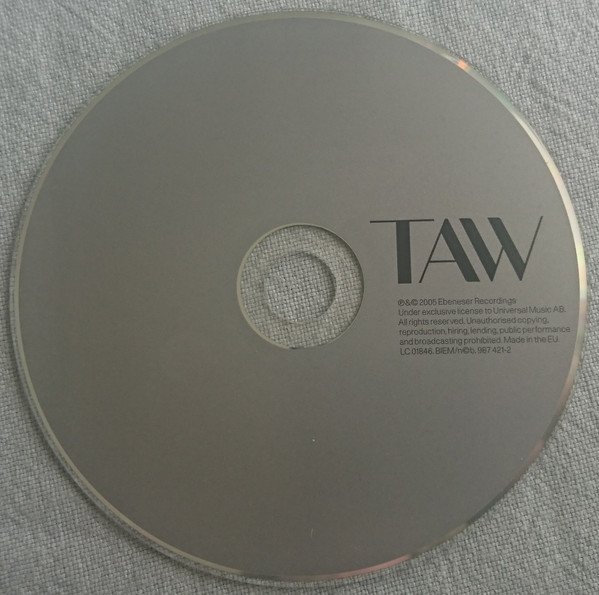 TAW
℗&© 2005 Ebeneser Recordings
Under exclusive license to Universal Music AB.
All rights reserved. Unauthorised copying,
reproduction, hiring, lending, public performance
and broadcasting prohibited. Made in the EU.
LC 01846. BIEM/n©b. 987 421-2